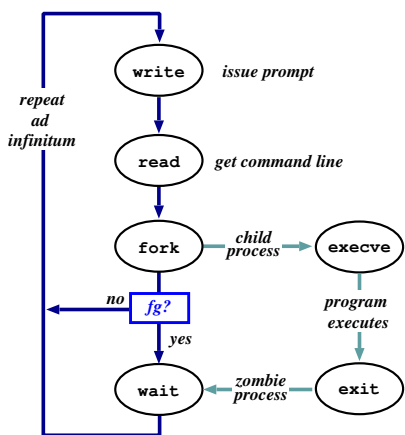 write
issue prompt
repeat
ad
infinitum
read
get command line
fork
child
process
execve
no
fg?
program
executes
yes
wait
zombie
process
exit